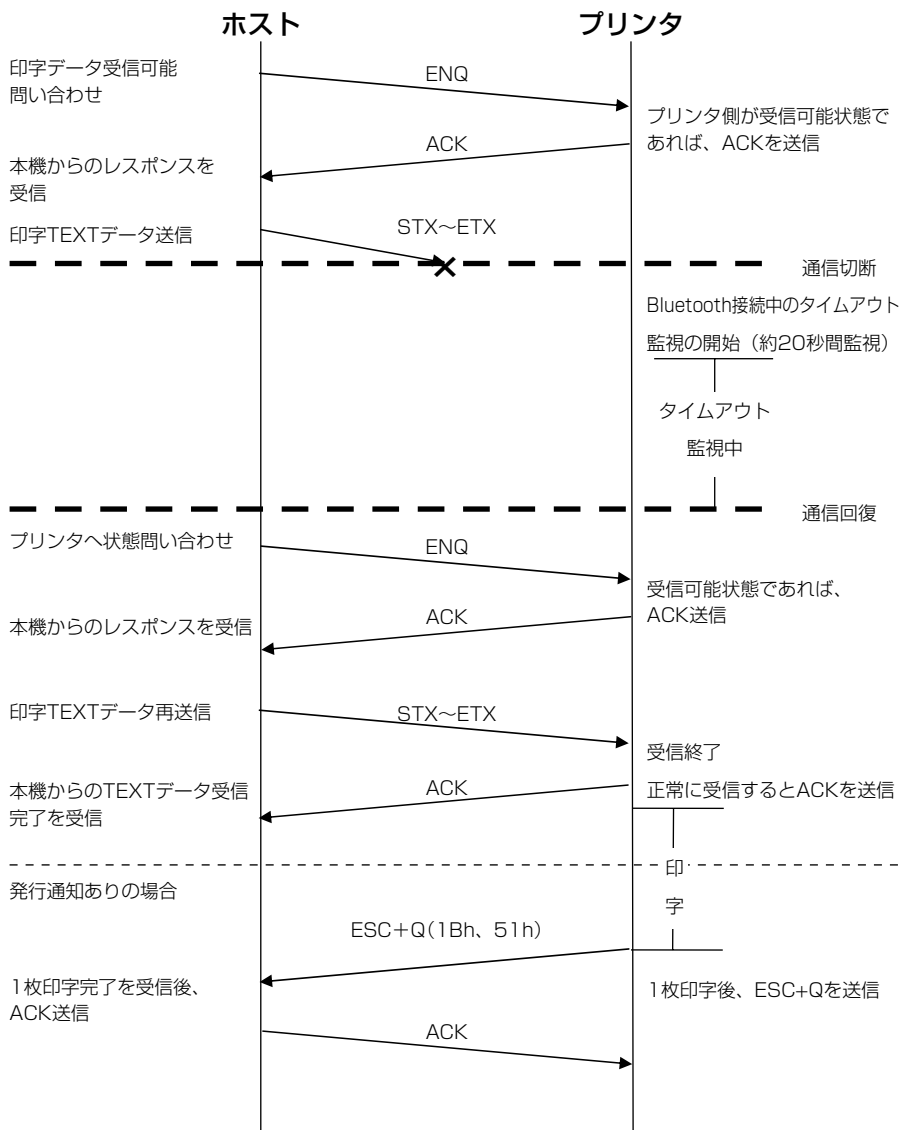 ホスト
プリンタ
印字データ受信可能
問い合わせ
ENQ
プリンタ側が受信可能状態で
あれば、ACKを送信
ACK
本機からのレスポンスを
受信
印字TEXTデータ送信
STX～ETX
通信切断
Bluetooth接続中のタイムアウト
監視の開始（約20秒間監視）
タイムアウト
監視中
通信回復
プリンタへ状態問い合わせ
ENQ
受信可能状態であれば、
ACK送信
ACK
本機からのレスポンスを受信
印字TEXTデータ再送信
STX～ETX
受信終了
正常に受信するとACKを送信
ACK
本機からのTEXTデータ受信
完了を受信
印
字
発行通知ありの場合
ESC＋Q（1Bh、51h）
1枚印字完了を受信後、
ACK送信
1枚印字後、ESC+Qを送信
ACK